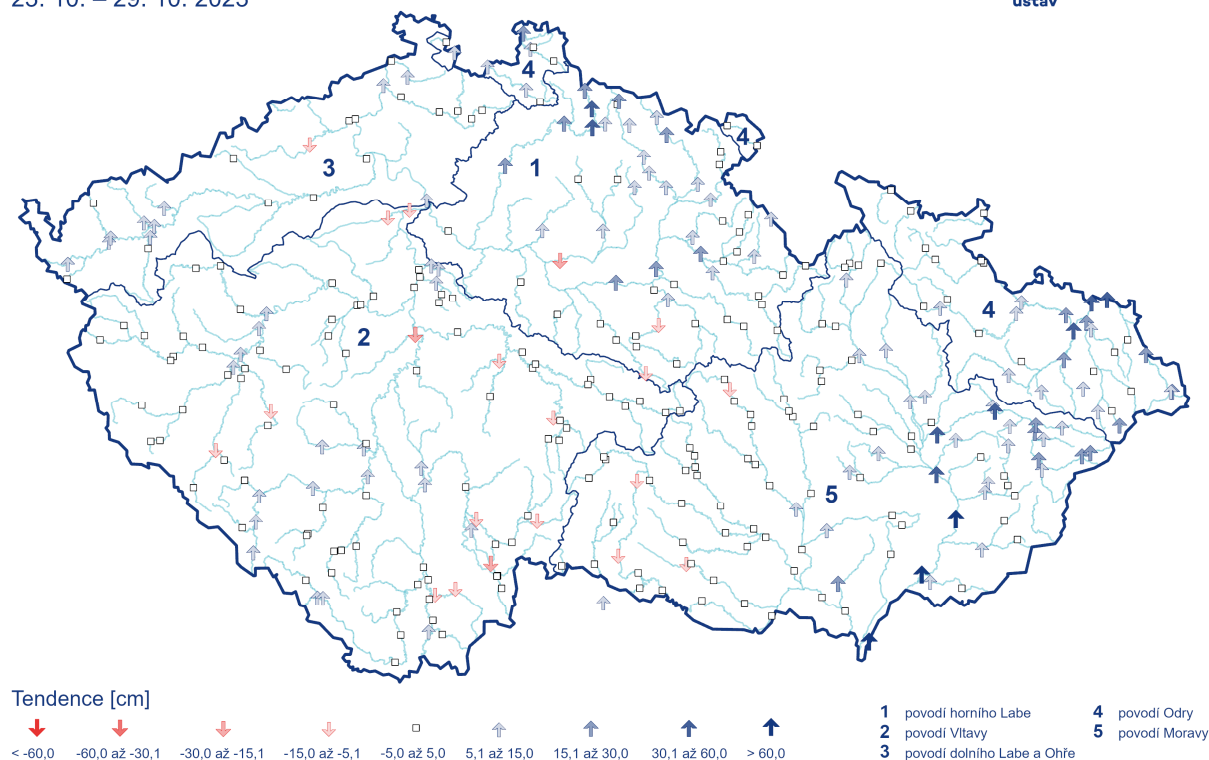 ústav
4
4
3
1
4
2
5
Tendence [cm]
< -60,0 -60,0 až -30,1 -30,0 až -15,1 -15,0 až -5,1 -5,0 až 5,0 5,1 až 15,0 15,1 až 30,0 30,1 až 60,0 > 60,0
1 povodí horního Labe
2 povodí Vltavy
3 povodí dolního Labe a Ohře
4 povodí Odry
5 povodí Moravy